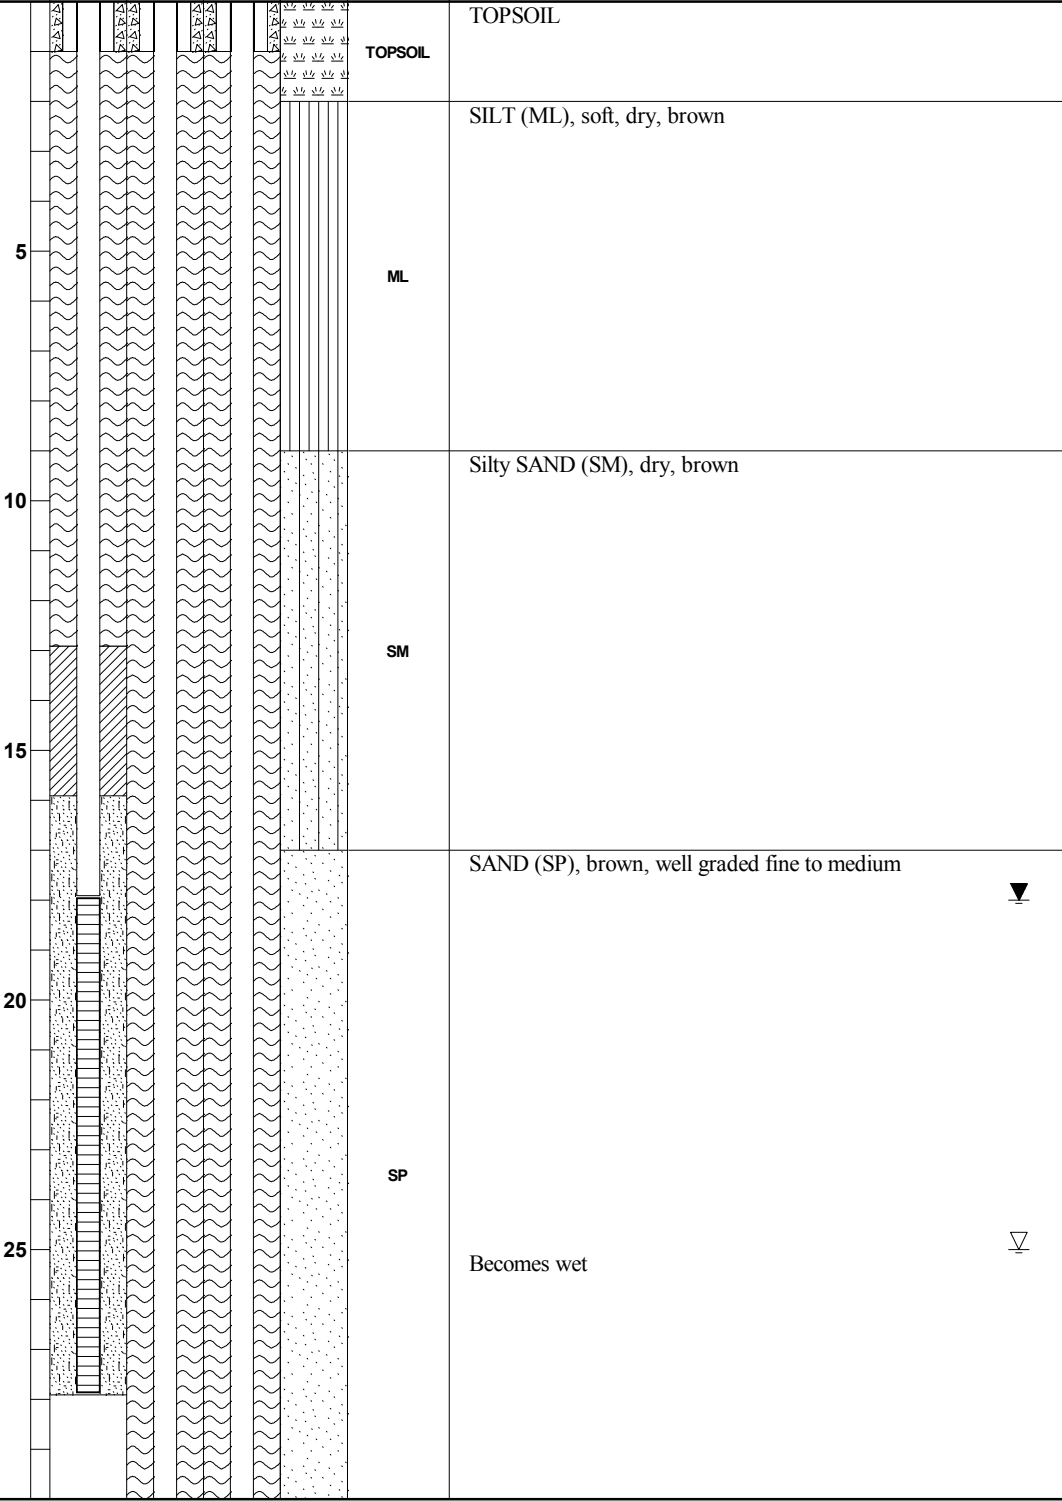 TOPSOIL
TOPSOIL
SILT (ML), soft, dry, brown
5
ML
Silty SAND (SM), dry, brown
10
SM
15
SAND (SP), brown, well graded fine to medium
20
SP
25
Becomes wet